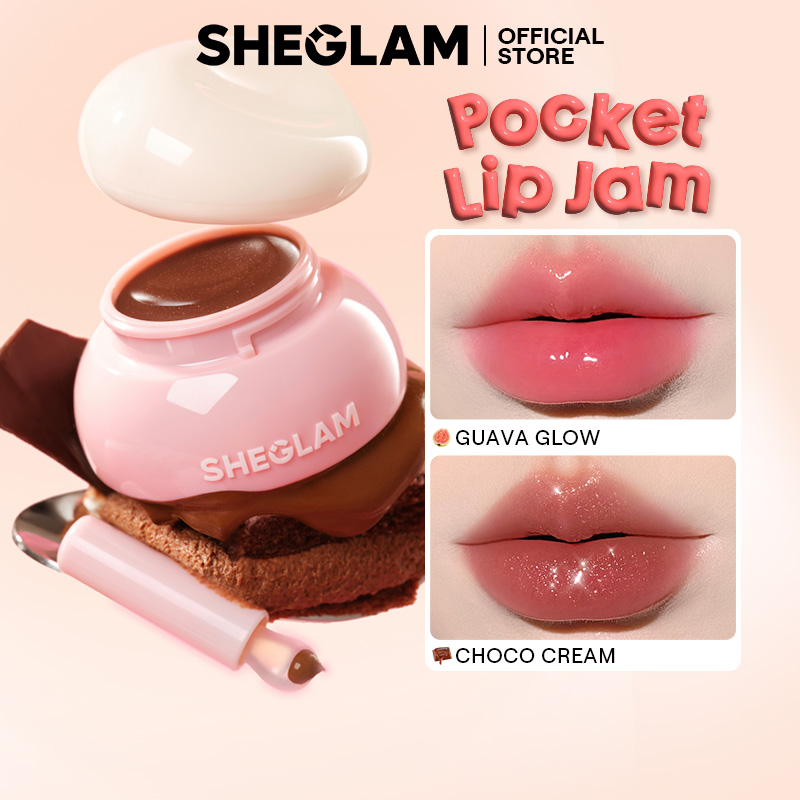 SHEGLAM
OFFICIAL
STORE
Pocket
Lip Jam
SHEGLAM
GUAVA GLOW
CHOCO CREAM